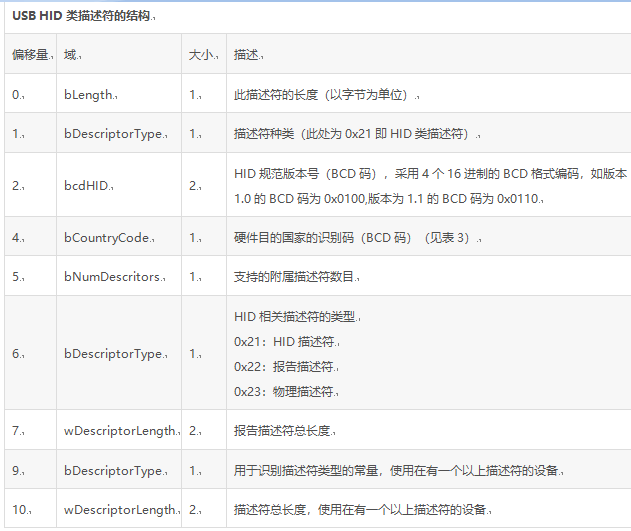 USB HID 类描述符的结构
偏移量 域 大小 描述
0 bLength 1 此描述符的长度（以字节为单位）
1 bDescriptorType 1 描述符种类（此处为 0x21 即 HID 类描述符）
2 bcdHID 2 HID 规范版本号（BCD 码），采用 4 个 16 进制的 BCD 格式编码，如版本
1.0 的 BCD 码为 0x0100,版本为 1.1 的 BCD 码为 0x0110
4 bCountryCode 1 硬件目的国家的识别码（BCD 码）（见表 3）
5 bNumDescritors 1 支持的附属描述符数目
6 bDescriptorType 1 HID 相关描述符的类型
0x21：HID 描述符
0x22：报告描述符
0x23：物理描述符
7 wDescriptorLength 2 报告描述符总长度
9 bDescriptorType 1 用于识别描述符类型的常量，使用在有一个以上描述符的设备
10 wDescriptorLength 2 描述符总长度，使用在有一个以上描述符的设备